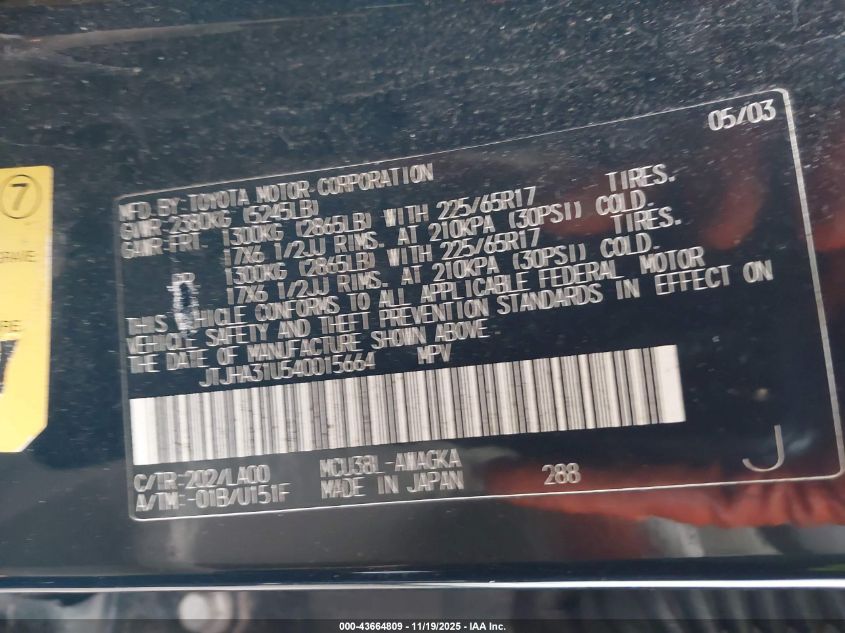 05/03
MFD.BY:TOYOTA MOTOR-CORPORATION
GVWR-2380KG (5245LB)
GAWR-FRT 1300KG (2865LB) WITH 225/65R17 TIRES.
17X6 1/2JJ RIMS. AT 210KPA (30PSI) COLD.
RR 1300KG (2865LB) WITH 225/65R17 TIRES.
17X6 1/2JJ RIMS. AT 210KPA (30PSI) COLD.
THIS VEHICLE CONFORMS TO ALL APPLICABLE FEDERAL MOTOR
VEHICLE SAFETY AND THEFT PREVENTION STANDARDS IN EFFECT ON
THE DATE OF MANUFACTURE SHOWN ABOVE.
JTJHA31U540015664 MPV
C/TR:202/LA00 MCU38L-AWAGKA 288 J
A/TM:-01B/U151F MADE IN JAPAN
7
000-43664809 - 11/19/2025 - IAA Inc.